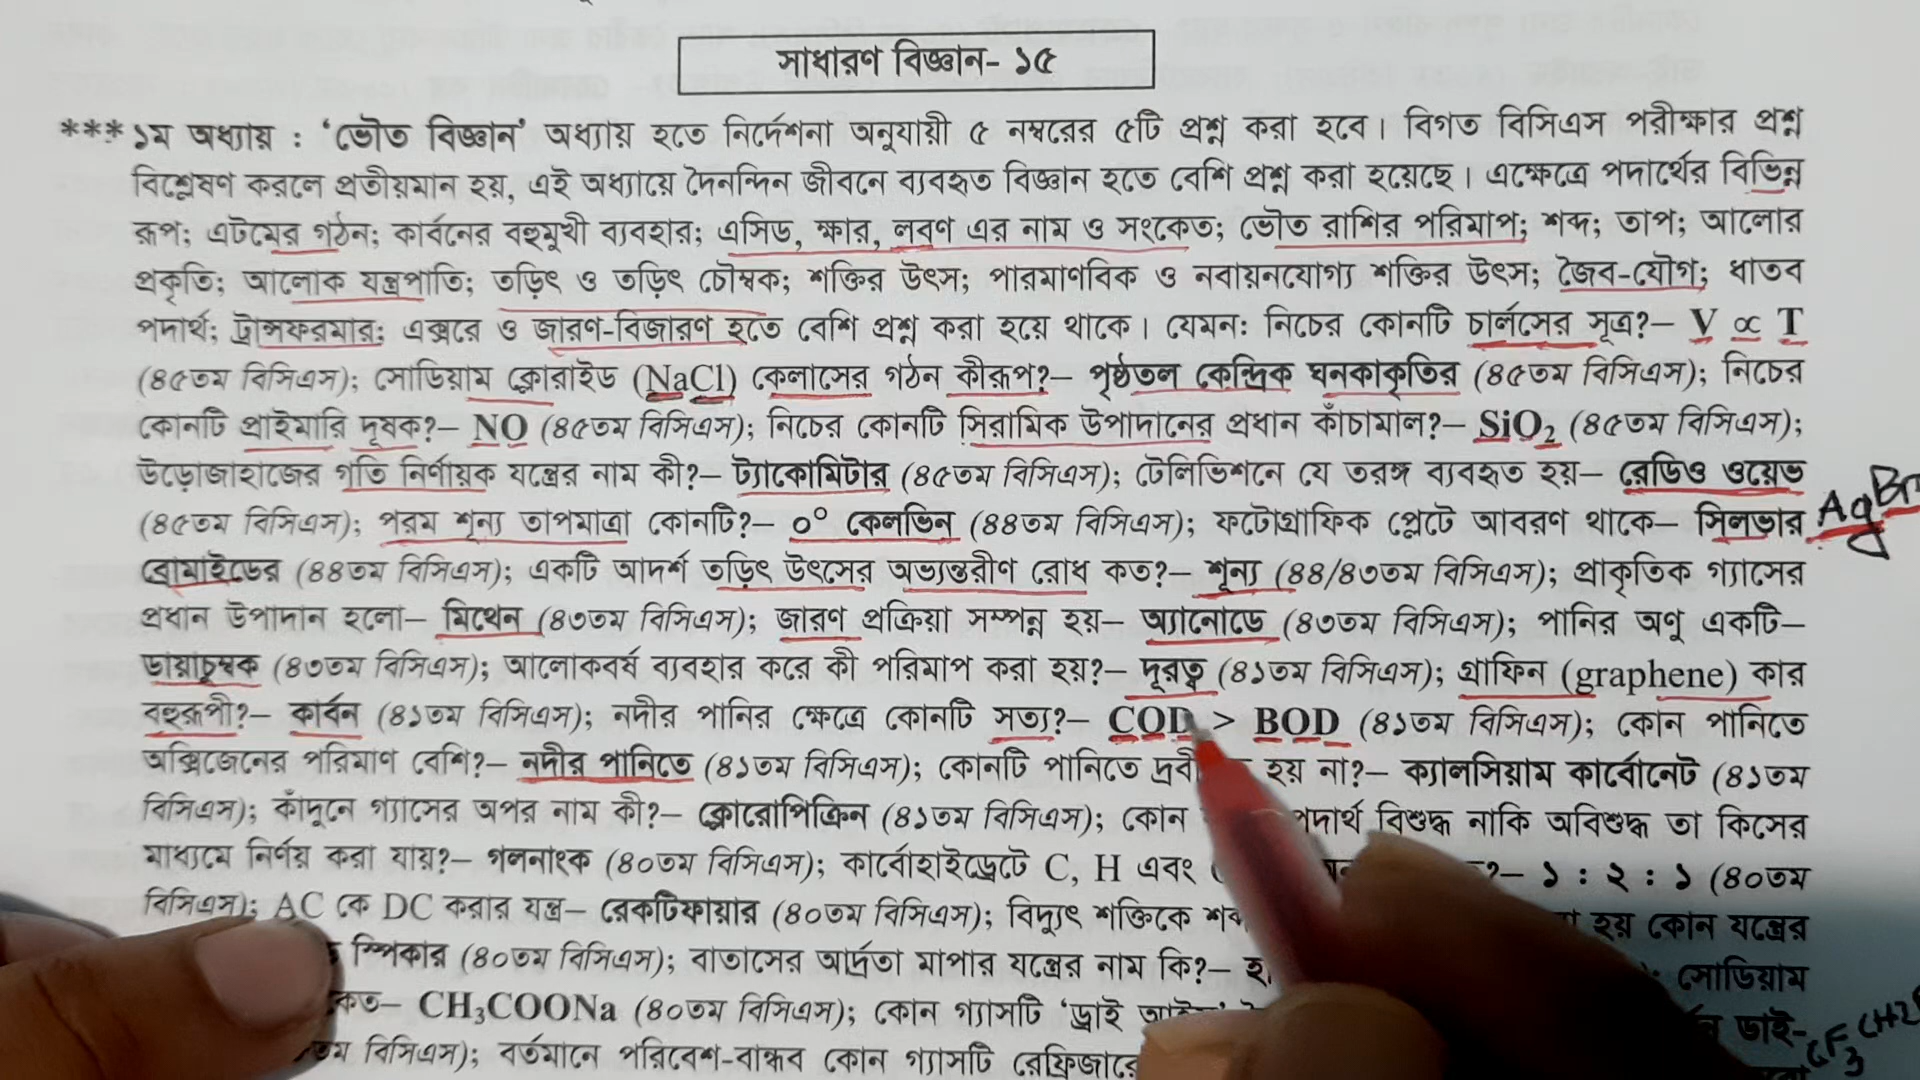 সাধারণ বিজ্ঞান- ১৫
***১ম অধ্যায় : ‘ভৌত বিজ্ঞান’ অধ্যায় হতে নির্দেশনা অনুযায়ী ৫ নম্বরের ৫টি প্রশ্ন করা হবে। বিগত বিসিএস পরীক্ষার প্রশ্ন
বিশ্লেষণ করলে প্রতীয়মান হয়, এই অধ্যায়ে দৈনন্দিন জীবনে ব্যবহৃত বিজ্ঞান হতে বেশি প্রশ্ন করা হয়েছে। এক্ষেত্রে পদার্থের বিভিন্ন
রূপ; এটমের গঠন; কার্বনের বহুমুখী ব্যবহার; এসিড, ক্ষার, লবণ এর নাম ও সংকেত; ভৌত রাশির পরিমাপ; শব্দ; তাপ; আলোর
প্রকৃতি; আলোক যন্ত্রপাতি; তড়িৎ ও তড়িৎ চৌম্বক; শক্তির উৎস; পারমাণবিক ও নবায়নযোগ্য শক্তির উৎস; জৈব-যৌগ; ধাতব
পদার্থ; ট্রান্সফরমার; এক্সরে ও জারণ-বিজারণ হতে বেশি প্রশ্ন করা হয়ে থাকে। যেমন: নিচের কোনটি চার্লসের সূত্র?– V ∝ T
(৪৫তম বিসিএস); সোডিয়াম ক্লোরাইড (NaCl) কেলাসের গঠন কীরূপ?– পৃষ্ঠতল কেন্দ্রিক ঘনকাকৃতির (৪৫তম বিসিএস); নিচের
কোনটি প্রাইমারি দূষক?– NO (৪৫তম বিসিএস); নিচের কোনটি সিরামিক উপাদানের প্রধান কাঁচামাল?– SiO₂ (৪৫তম বিসিএস);
উড়োজাহাজের গতি নির্ণায়ক যন্ত্রের নাম কী?– ট্যাকোমিটার (৪৫তম বিসিএস); টেলিভিশনে যে তরঙ্গ ব্যবহৃত হয়– রেডিও ওয়েভ
(৪৫তম বিসিএস); পরম শূন্য তাপমাত্রা কোনটি?– ০° কেলভিন (৪৪তম বিসিএস); ফটোগ্রাফিক প্লেটে আবরণ থাকে– সিলভার AgBr
ব্রোমাইডের (৪৪তম বিসিএস); একটি আদর্শ তড়িৎ উৎসের অভ্যন্তরীণ রোধ কত?– শূন্য (৪৪/৪৩তম বিসিএস); প্রাকৃতিক গ্যাসের
প্রধান উপাদান হলো– মিথেন (৪৩তম বিসিএস); জারণ প্রক্রিয়া সম্পন্ন হয়– অ্যানোডে (৪৩তম বিসিএস); পানির অণু একটি–
ডায়াচুম্বক (৪৩তম বিসিএস); আলোকবর্ষ ব্যবহার করে কী পরিমাপ করা হয়?– দূরত্ব (৪১তম বিসিএস); গ্রাফিন (graphene) কার
বহুরূপী?– কার্বন (৪১তম বিসিএস); নদীর পানির ক্ষেত্রে কোনটি সত্য?– COD > BOD (৪১তম বিসিএস); কোন পানিতে
অক্সিজেনের পরিমাণ বেশি?– নদীর পানিতে (৪১তম বিসিএস); কোনটি পানিতে হয় না?– ক্যালসিয়াম কার্বোনেট (৪১তম
বিসিএস); কাঁদুনে গ্যাসের অপর নাম কী?– ক্লোরোপিক্রিন (৪১তম বিসিএস); কোন পদার্থ বিশুদ্ধ নাকি অবিশুদ্ধ তা কিসের
মাধ্যমে নির্ণয় করা যায়?– গলনাংক (৪০তম বিসিএস); কার্বোহাইড্রেটে C, H এবং ?– ১ : ২ : ১ (৪০তম
বিসিএস); AC কে DC করার যন্ত্র– রেকটিফায়ার (৪০তম বিসিএস); বিদ্যুৎ শক্তিকে হয় কোন যন্ত্রের
স্পিকার (৪০তম বিসিএস); বাতাসের আর্দ্রতা মাপার যন্ত্রের নাম কি?– সোডিয়াম
CH₃COONa (৪০তম বিসিএস); কোন গ্যাসটি ‘ড্রাই ডাই-
বিসিএস); বর্তমানে পরিবেশ-বান্ধব কোন গ্যাসটি